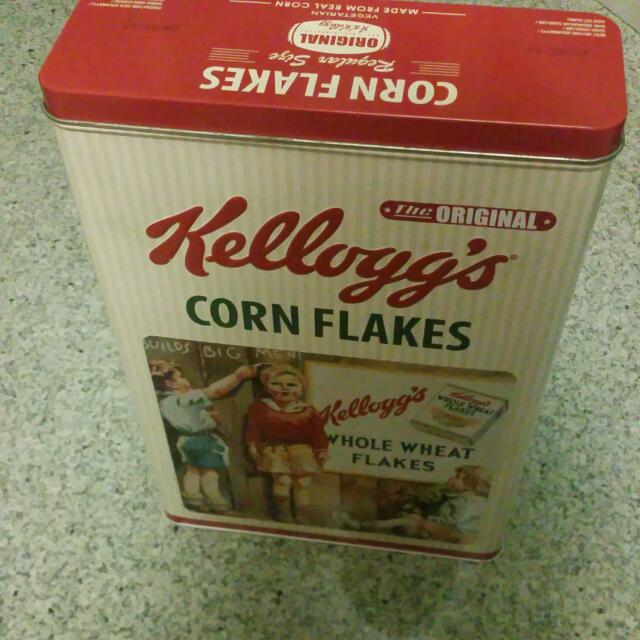 MADE FROM REAL CORN
VEGETARIAN
ORIGINAL
Regular Size
CORN FLAKES
The ORIGINAL
Kellogg's
CORN FLAKES
BUILDS BIG MEN
Kellogg's
WHOLE WHEAT
FLAKES
Kellogg's